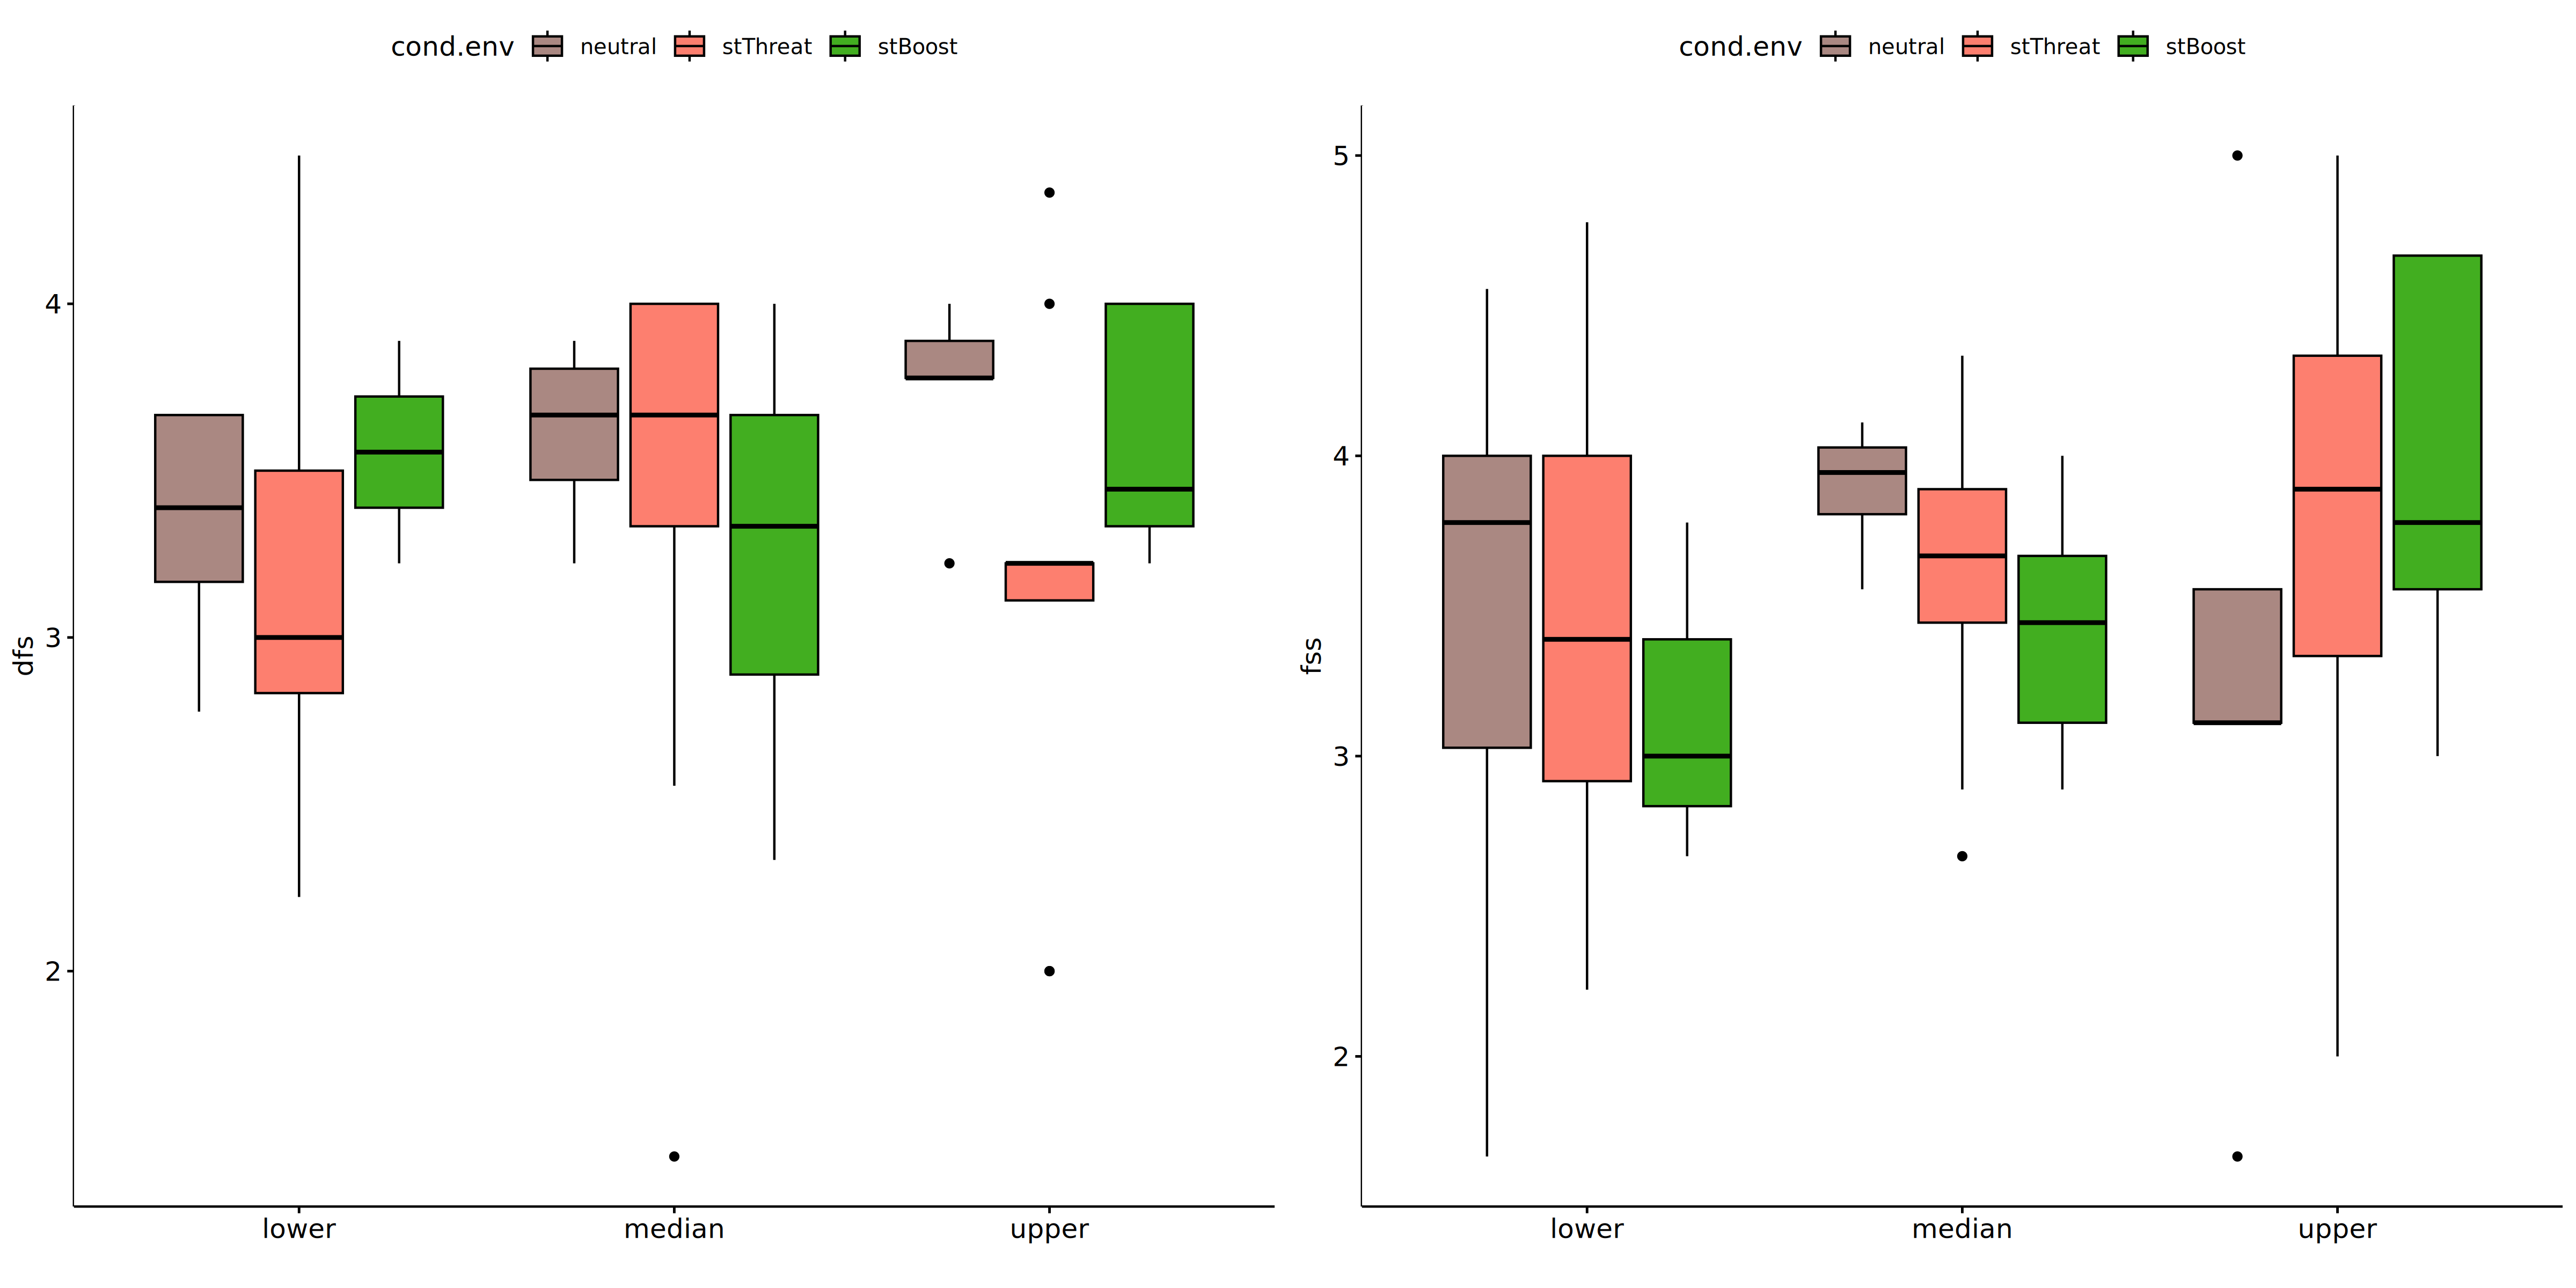 cond.env neutral stThreat stBoost
dfs
4
3
2
lower median upper
cond.env neutral stThreat stBoost
fss
5
4
3
2
lower median upper